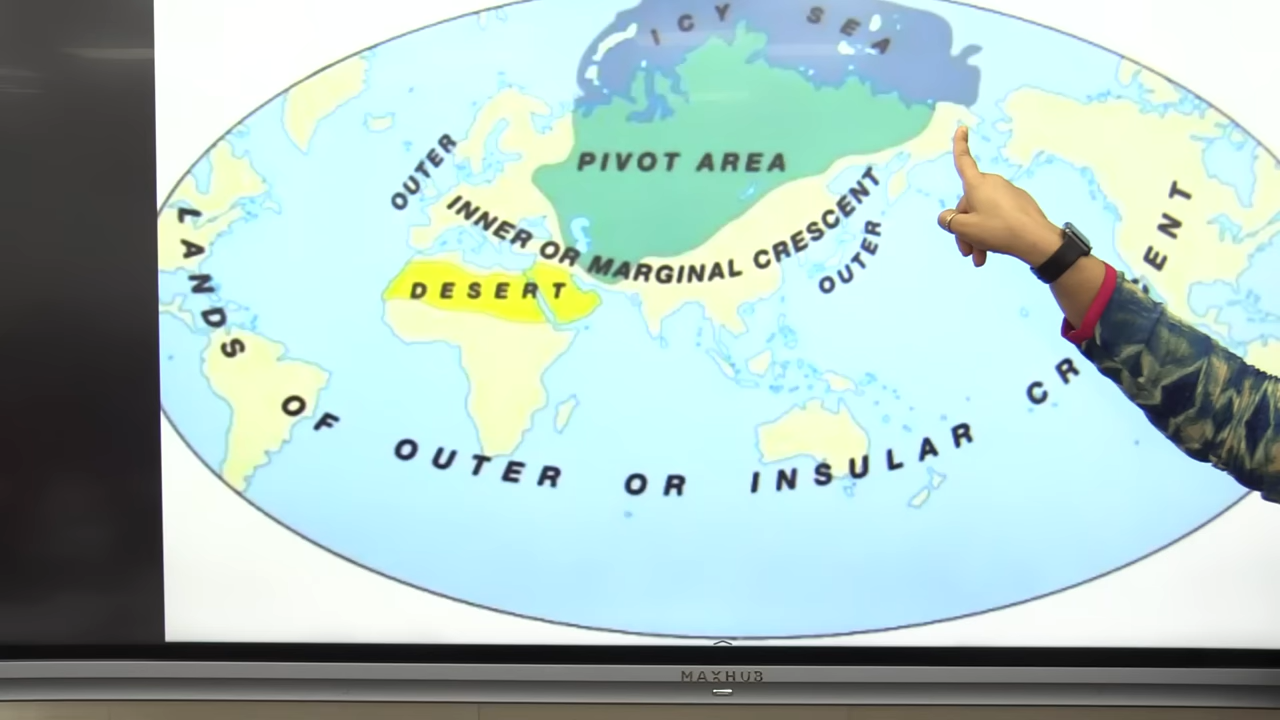 ICY SEA
PIVOT AREA
OUTER
INNER OR MARGINAL CRESCENT
OUTER
DESERT
LANDS OF OUTER OR INSULAR CR ENT
MAXHUB